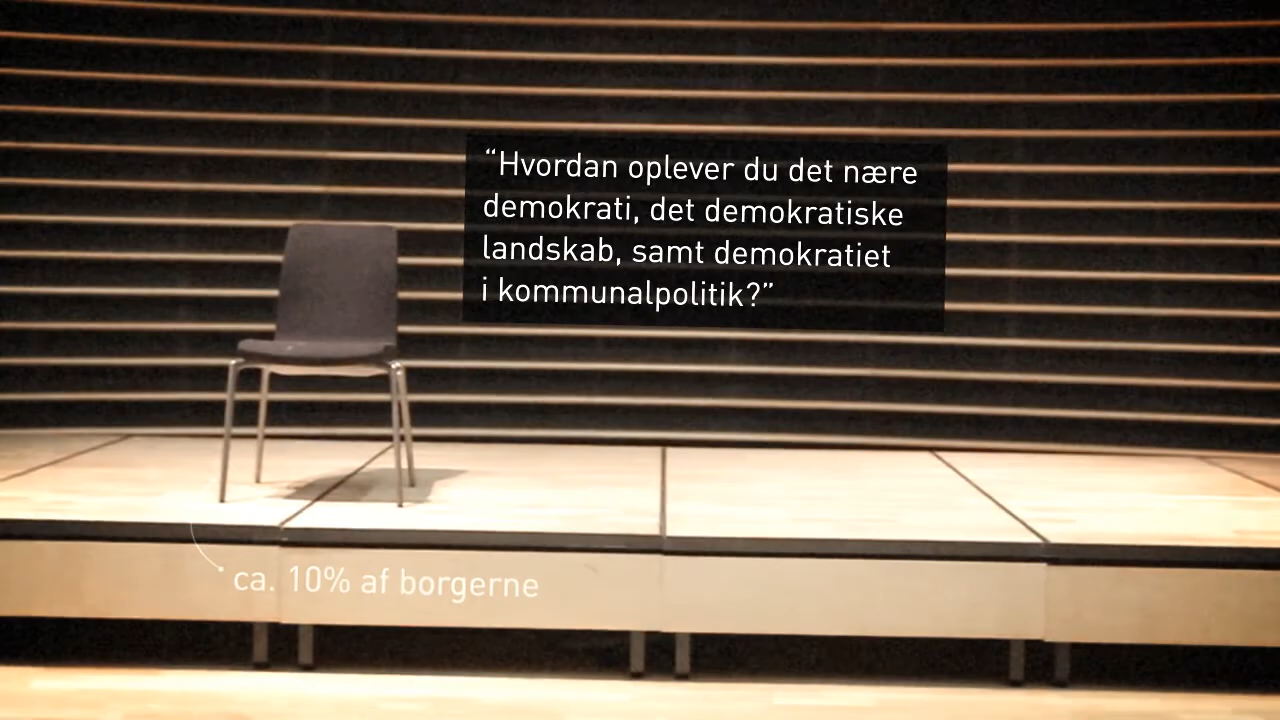 “Hvordan oplever du det nære
demokrati, det demokratiske
landskab, samt demokratiet
i kommunalpolitik?”
ca. 10% af borgerne